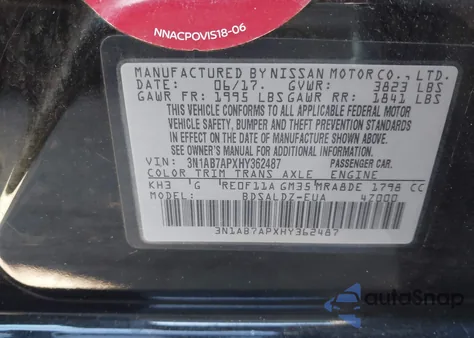 NNACPOVIS18-06
MANUFACTURED BY NISSAN MOTOR CO., LTD.
DATE: 06/17. GVWR: 3823 LBS
GAWR FR: 1995 LBS GAWR RR: 1841 LBS
THIS VEHICLE CONFORMS TO ALL
APPLICABLE FEDERAL MOTOR
VEHICLE SAFETY, BUMPER AND THEFT
PREVENTION STANDARDS IN EFFECT ON THE
DATE OF MANUFACTURE SHOWN ABOVE.
SEE OWNER'S MANUAL FOR ADDITIONAL INFORMATION
VIN: 3N1AB7APXHY362487 PASSENGER CAR.
COLOR TRIM TRANS AXLE ENGINE
KH3 G RE0F11A GM35 MRA8DE 1798 CC
MODEL: BDSALDZ-EUA 47000
3N1AB7APXHY362487
autoSnap